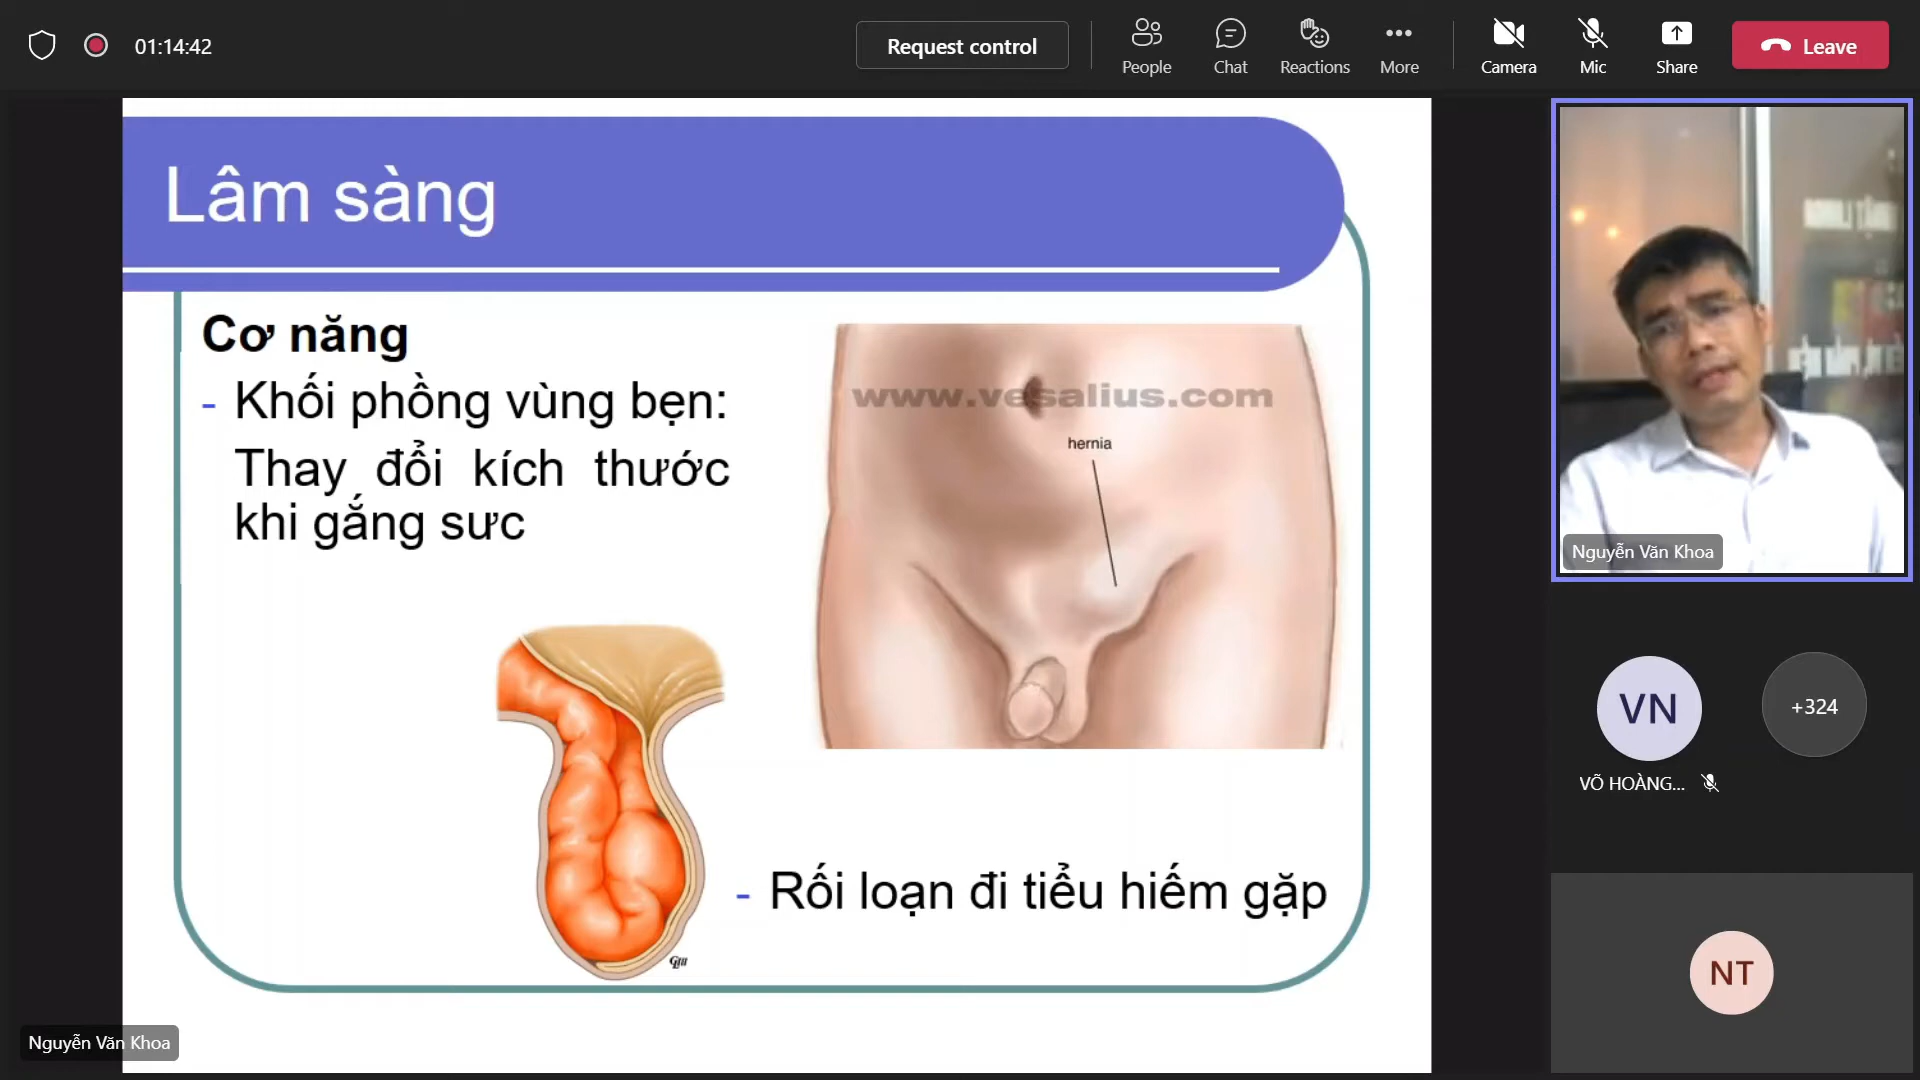 01:14:42
Request control
People
Chat
Reactions
More
Camera
Mic
Share
Leave
Lâm sàng
Cơ năng
- Khối phồng vùng bẹn:
Thay đổi kích thước
khi gắng sưc
www.vesalius.com
hernia
- Rối loạn đi tiểu hiếm gặp
Nguyễn Văn Khoa
Nguyễn Văn Khoa
VN
+324
VÕ HOÀNG...
NT